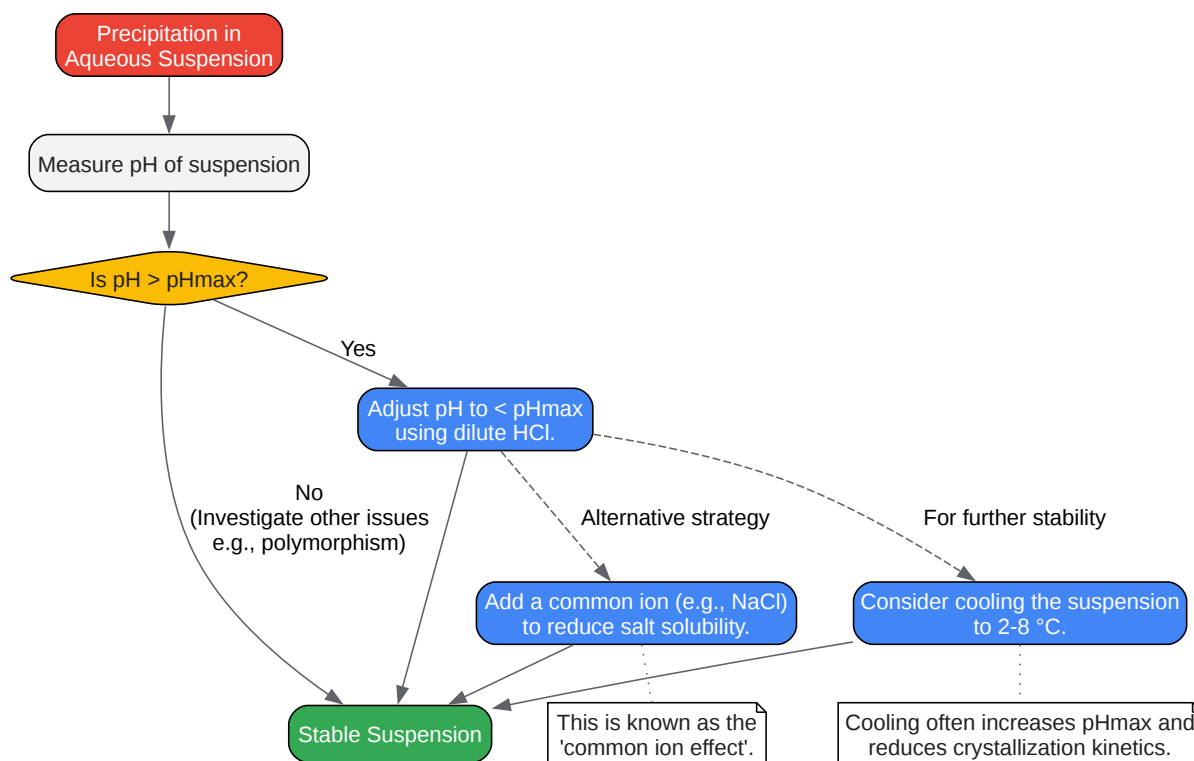 Precipitation in
Aqueous Suspension
Measure pH of suspension
Is pH > pHmax?
Yes
Adjust pH to < pHmax
using dilute HCl.
No
(Investigate other issues
e.g., polymorphism)
Alternative strategy
For further stability
Add a common ion (e.g., NaCl)
to reduce salt solubility.
Consider cooling the suspension
to 2-8 °C.
Stable Suspension
This is known as the
'common ion effect'.
Cooling often increases pHmax and
reduces crystallization kinetics.